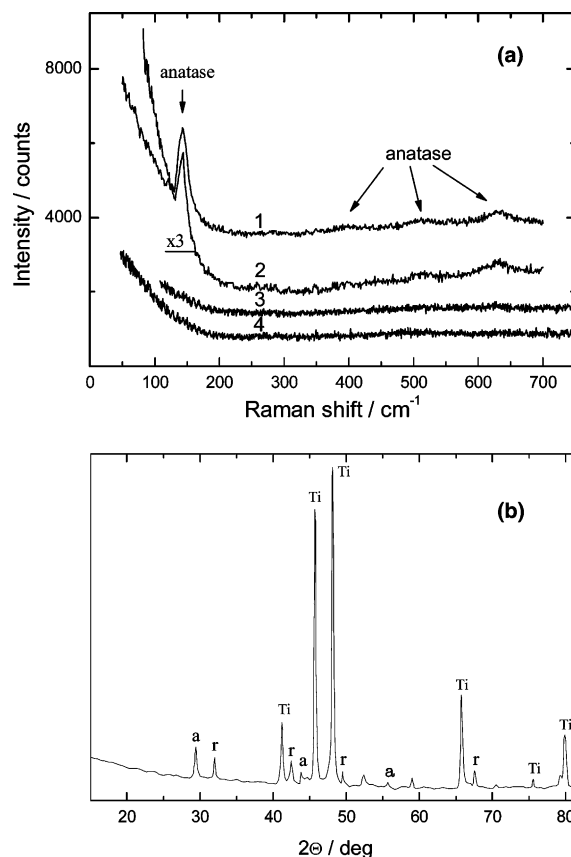 (a)
8000
anatase
anatase
4000
1
x3
2
3
4
0
Intensity / counts
0 100 200 300 400 500 600 700
Raman shift / cm-1
(b)
Ti
Ti
Ti
Ti
Ti
Ti
a r r a r a r
20 30 40 50 60 70 80
2Θ / deg